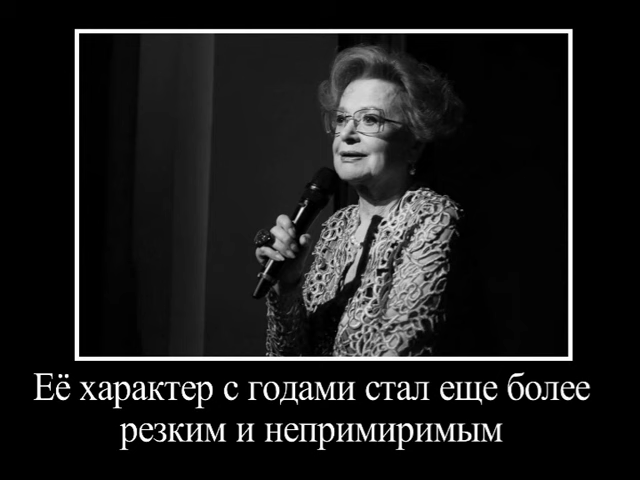 Её характер с годами стал еще более
резким и непримиримым